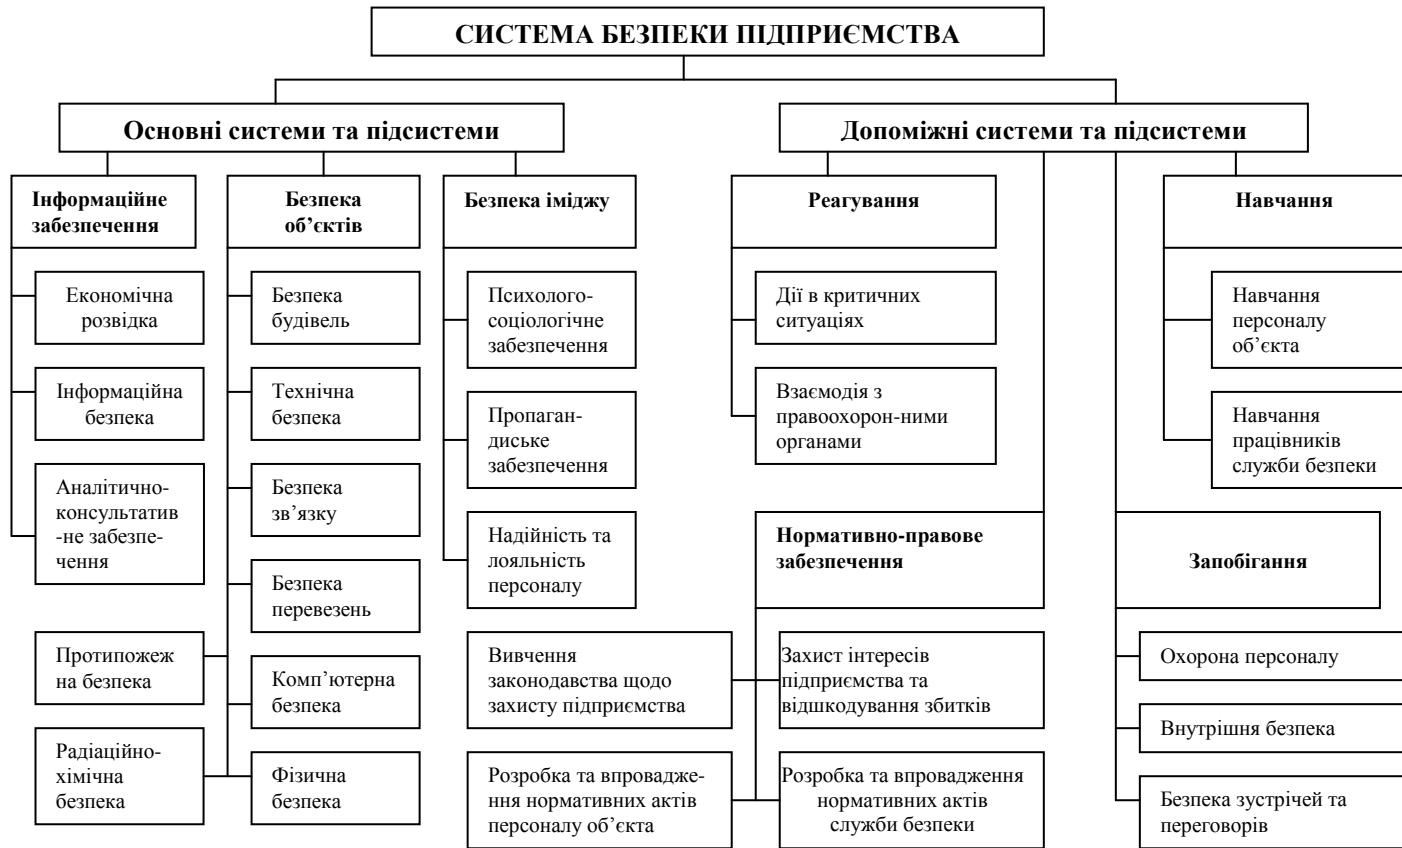 СИСТЕМА БЕЗПЕКИ ПІДПРИЄМСТВА
Основні системи та підсистеми
Допоміжні системи та підсистеми
Інформаційне
забезпечення
Економічна
розвідка
Інформаційна
безпека
Аналітично-
консультатив
-не забезпе-
чення
Безпека
об’єктів
Безпека
будівель
Технічна
безпека
Безпека
зв’язку
Безпека
перевезень
Протипожеж
на безпека
Комп’ютерна
безпека
Радіаційно-
хімічна
безпека
Фізична
безпека
Безпека іміджу
Психолого-
соціологічне
забезпечення
Пропаган-
диське
забезпечення
Надійність та
лояльність
персоналу
Реагування
Дії в критичних
ситуаціях
Взаємодія з
правоохорон-ними
органами
Нормативно-правове
забезпечення
Вивчення
законодавства щодо
захисту підприємства
Захист інтересів
підприємства та
відшкодування збитків
Розробка та впровадже-
ння нормативних актів
персоналу об’єкта
Розробка та впровадження
нормативних актів
служби безпеки
Навчання
Навчання
персоналу
об’єкта
Навчання
працівників
служби безпеки
Запобігання
Охорона персоналу
Внутрішня безпека
Безпека зустрічей та
переговорів